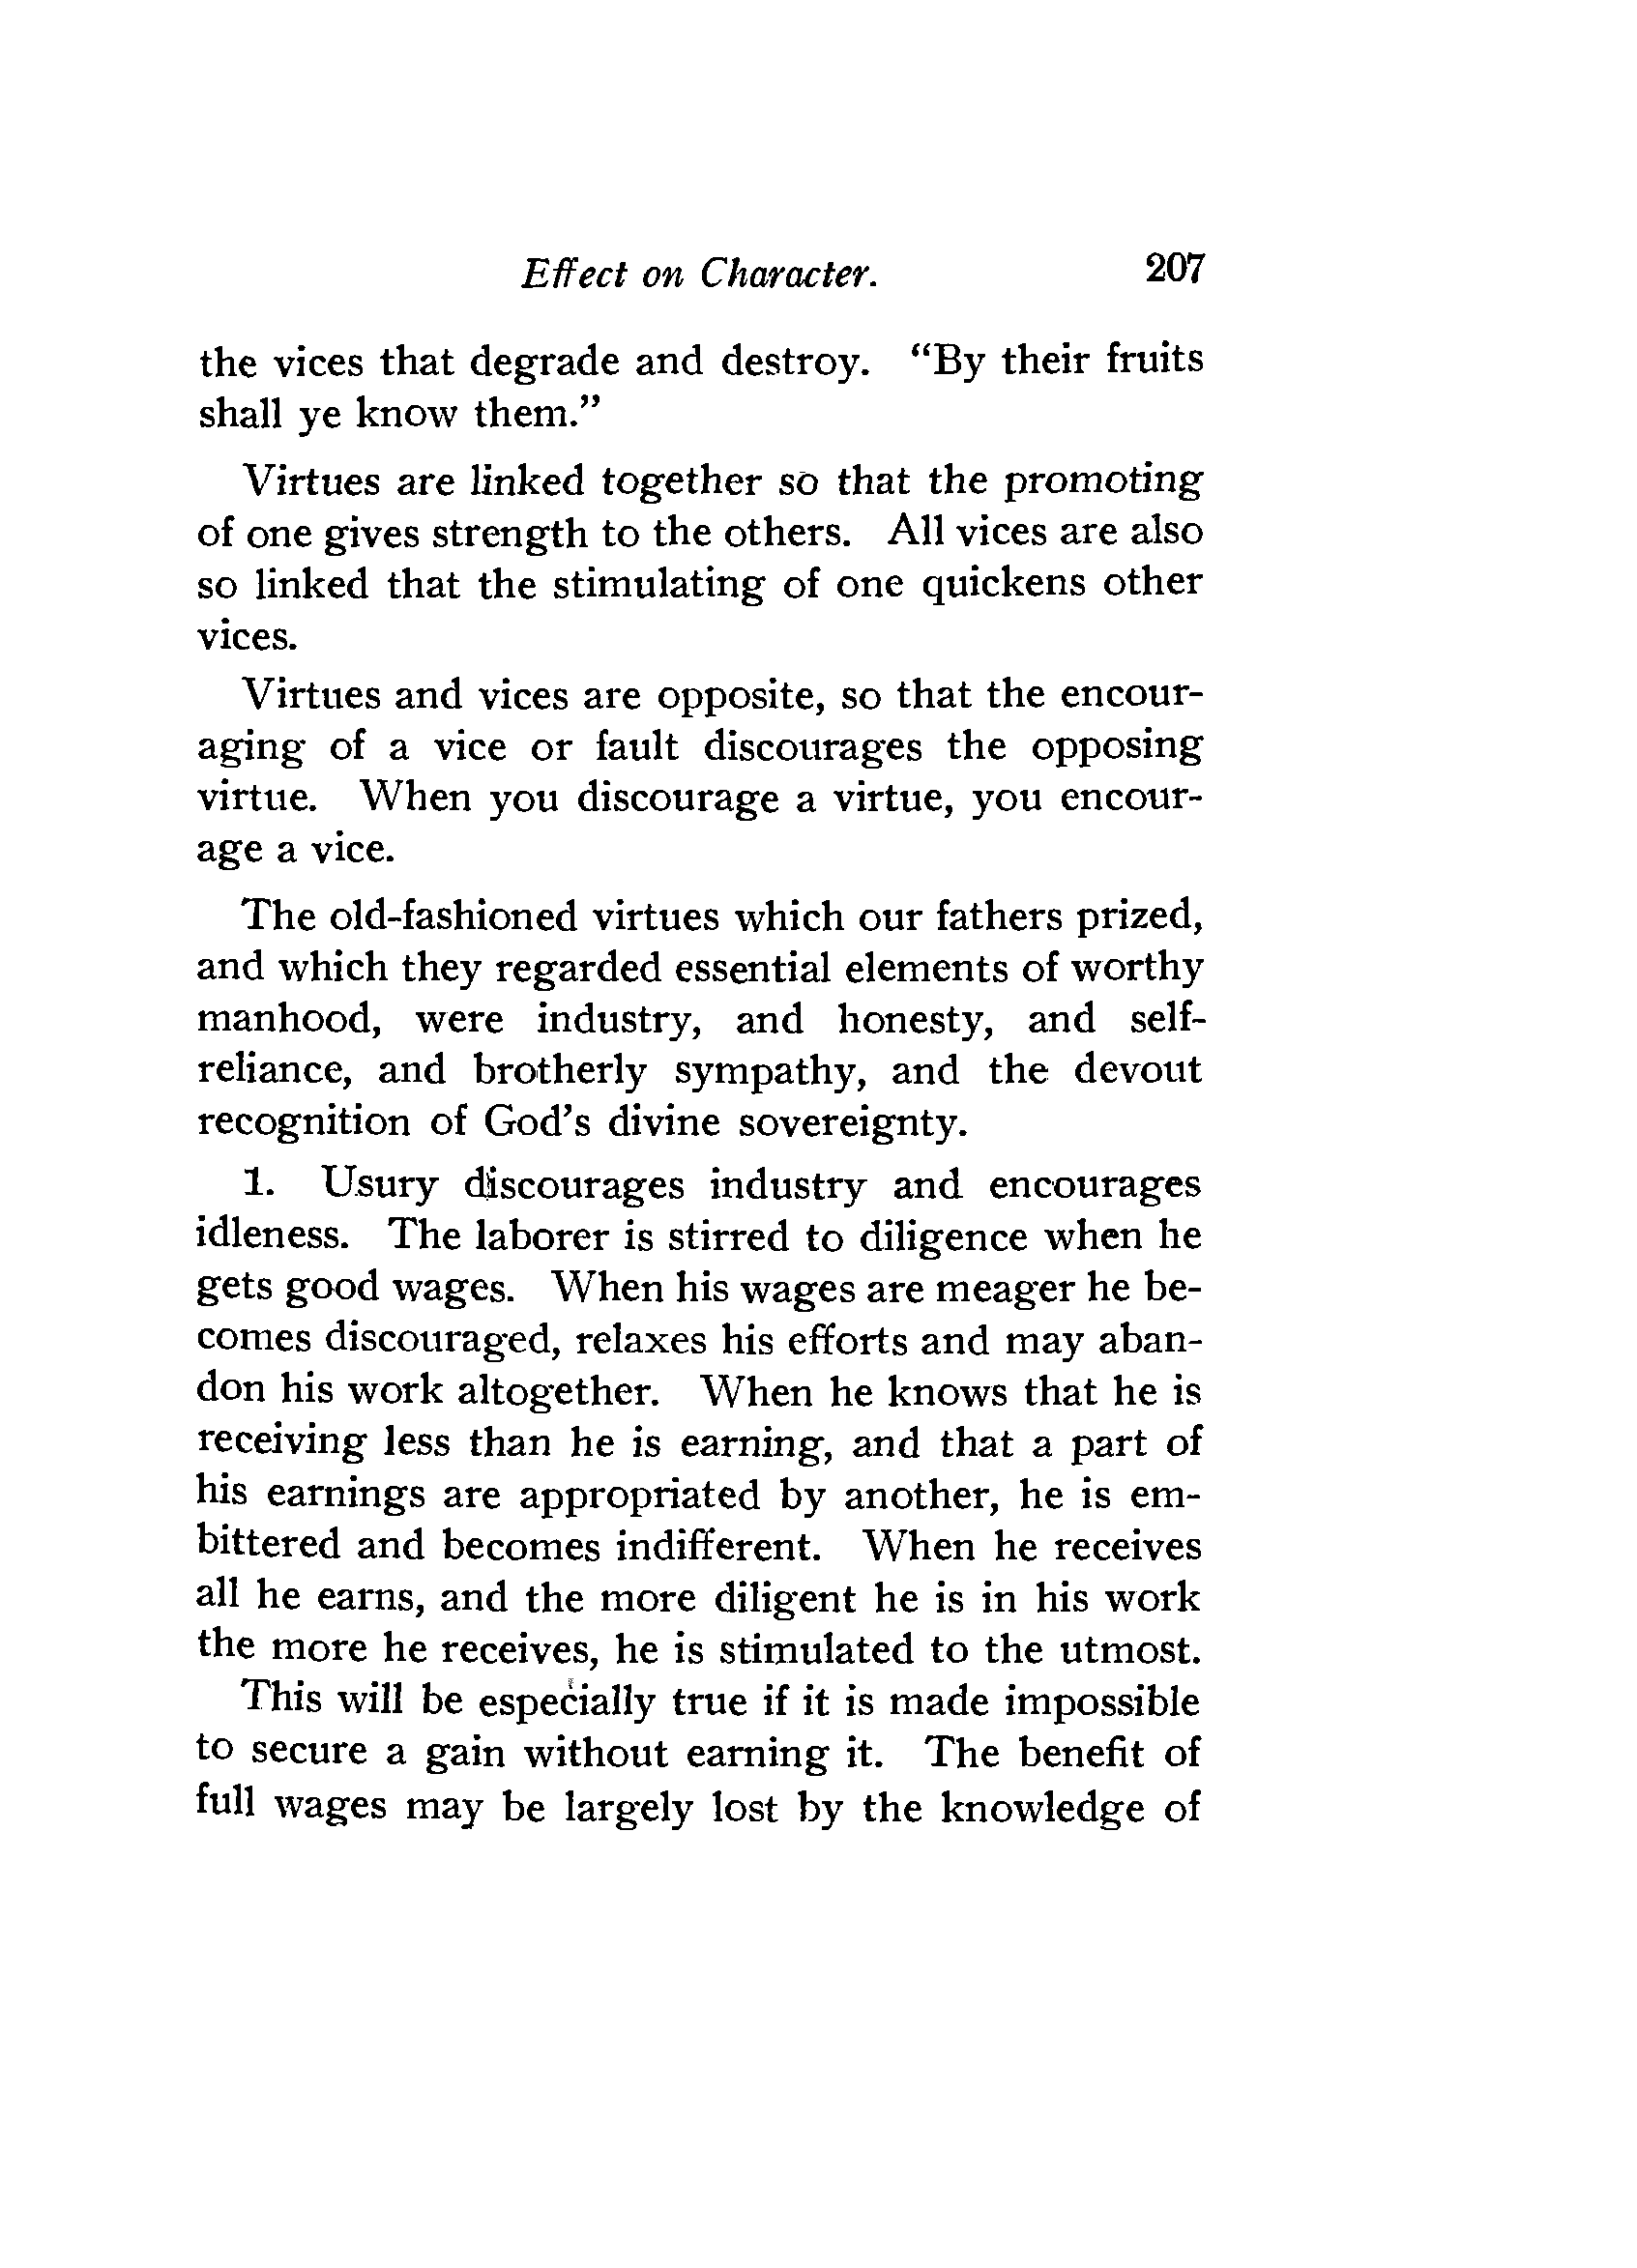 Effect on Character. 207
the vices that degrade and destroy. “By their fruits
shall ye know them.”
Virtues are linked together so that the promoting
of one gives strength to the others. All vices are also
so linked that the stimulating of one quickens other
vices.
Virtues and vices are opposite, so that the encour-
aging of a vice or fault discourages the opposing
virtue. When you discourage a virtue, you encour-
age a vice.
The old-fashioned virtues which our fathers prized,
and which they regarded essential elements of worthy
manhood, were industry, and honesty, and self-
reliance, and brotherly sympathy, and the devout
recognition of God’s divine sovereignty.
1. Usury discourages industry and encourages
idleness. The laborer is stirred to diligence when he
gets good wages. When his wages are meager he be-
comes discouraged, relaxes his efforts and may aban-
don his work altogether. When he knows that he is
receiving less than he is earning, and that a part of
his earnings are appropriated by another, he is em-
bittered and becomes indifferent. When he receives
all he earns, and the more diligent he is in his work
the more he receives, he is stimulated to the utmost.
This will be especially true if it is made impossible
to secure a gain without earning it. The benefit of
full wages may be largely lost by the knowledge of